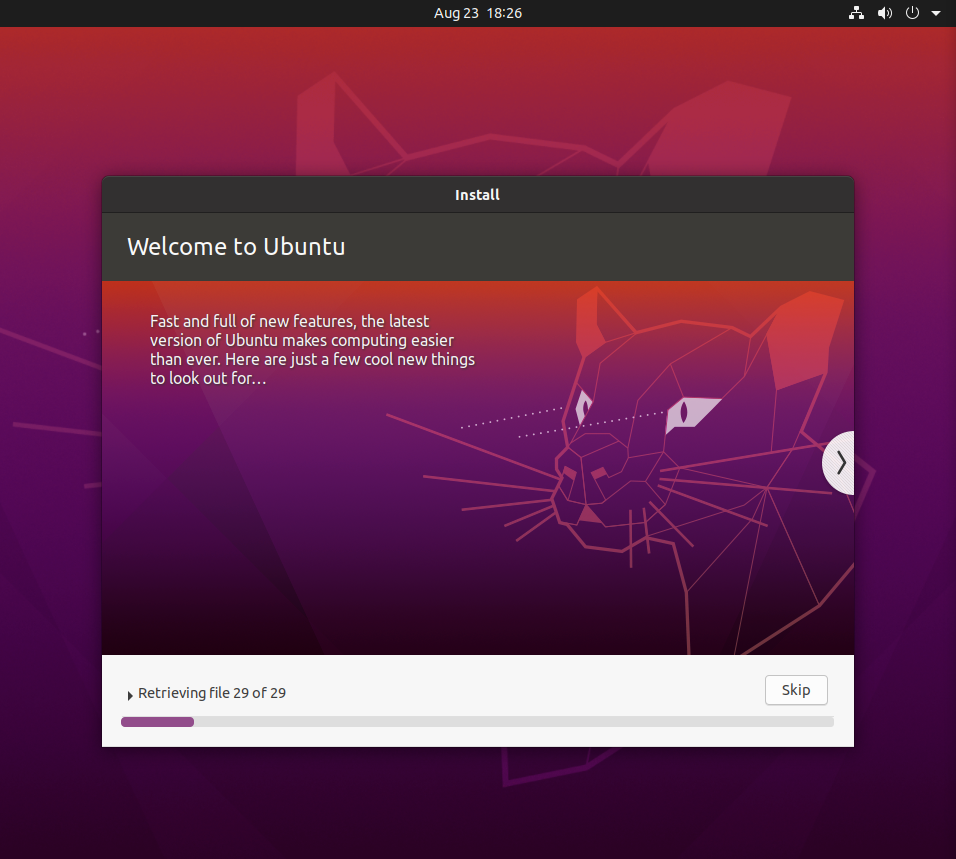 Aug 23 18:26
Install
Welcome to Ubuntu
Fast and full of new features, the latest
version of Ubuntu makes computing easier
than ever. Here are just a few cool new things
to look out for…
Retrieving file 29 of 29
Skip